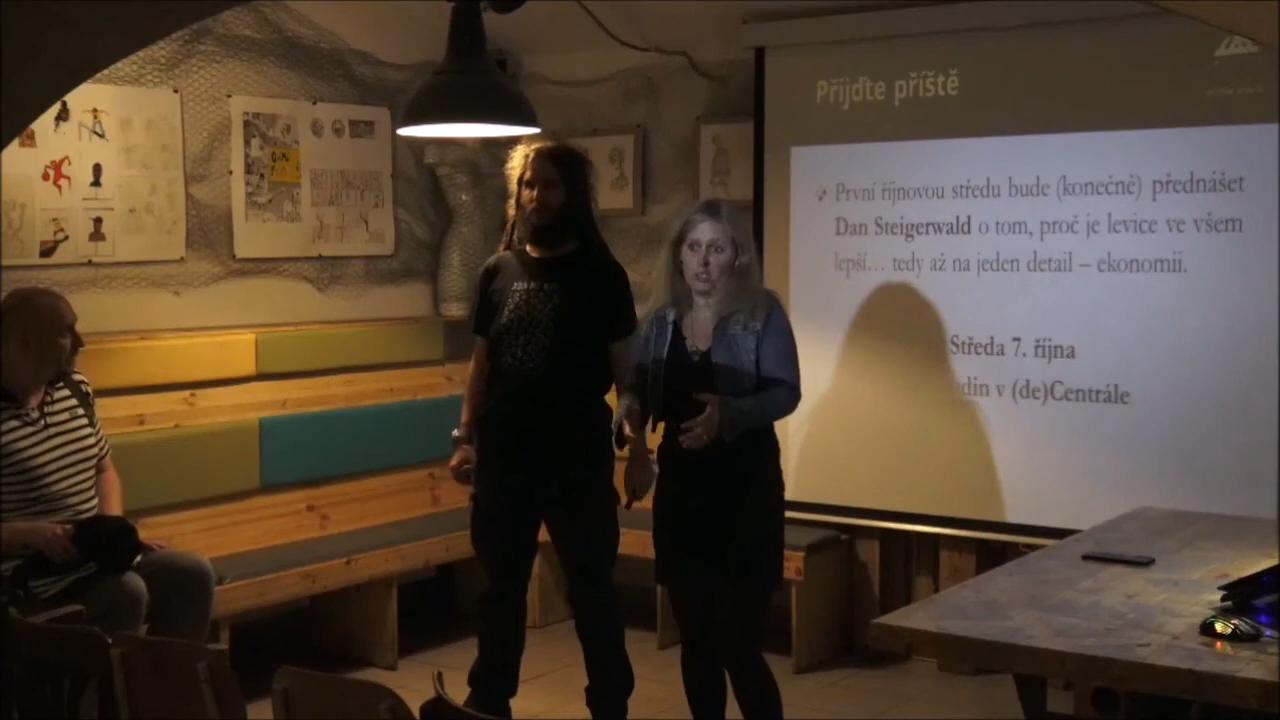 Přijďte příště
První říjnovou středu bude (konečně) přednášet
Dan Steigerwald o tom, proč je levice ve všem
lepší... tedy až na jeden detail – ekonomii.
Středa 7. října
v (de)Centrále